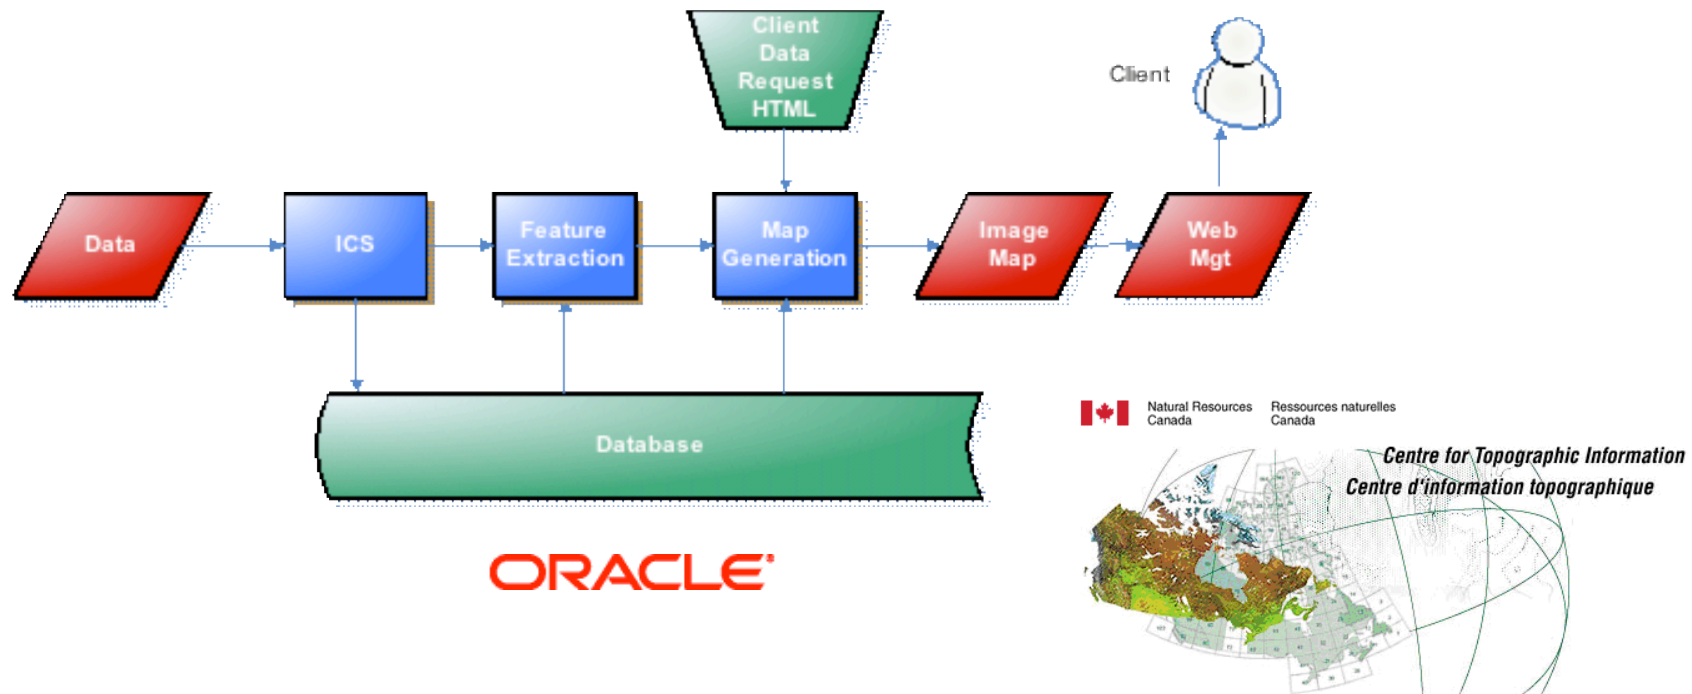 Client
Data
Request
HTML
Client
Data
ICS
Feature
Extraction
Map
Generation
Image
Map
Web
Mgt
Database
ORACLE
Natural Resources
Canada
Ressources naturelles
Canada
Centre for Topographic Information
Centre d'information topographique